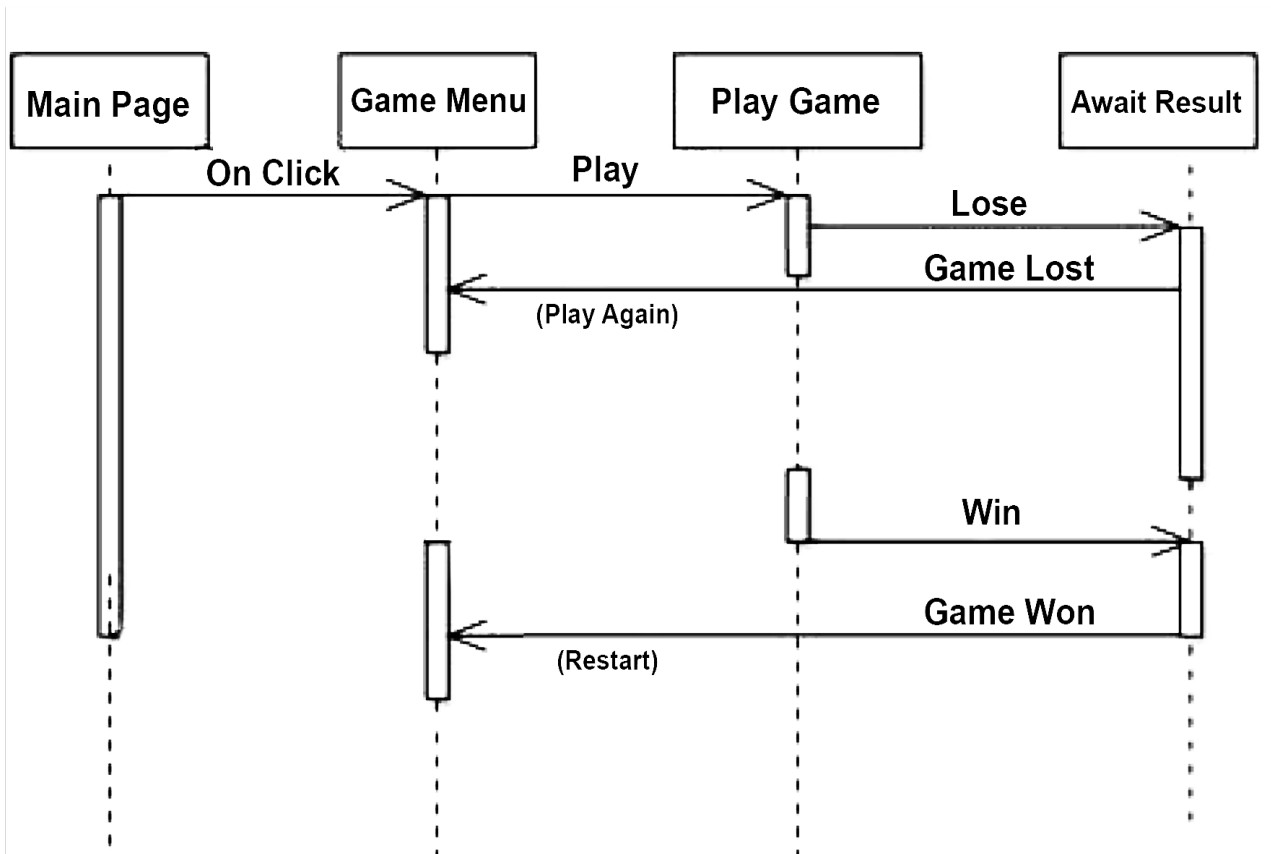 Main Page
Game Menu
Play Game
Await Result
On Click
Play
Lose
Game Lost
(Play Again)
Win
Game Won
(Restart)